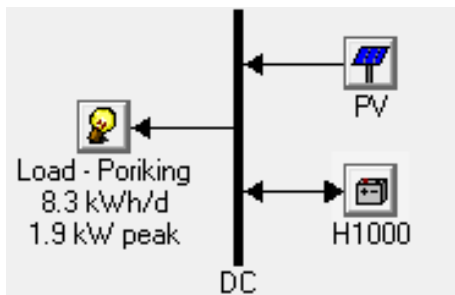 PV
Load - Poriking
8.3 kWh/d
1.9 kW peak
H1000
DC